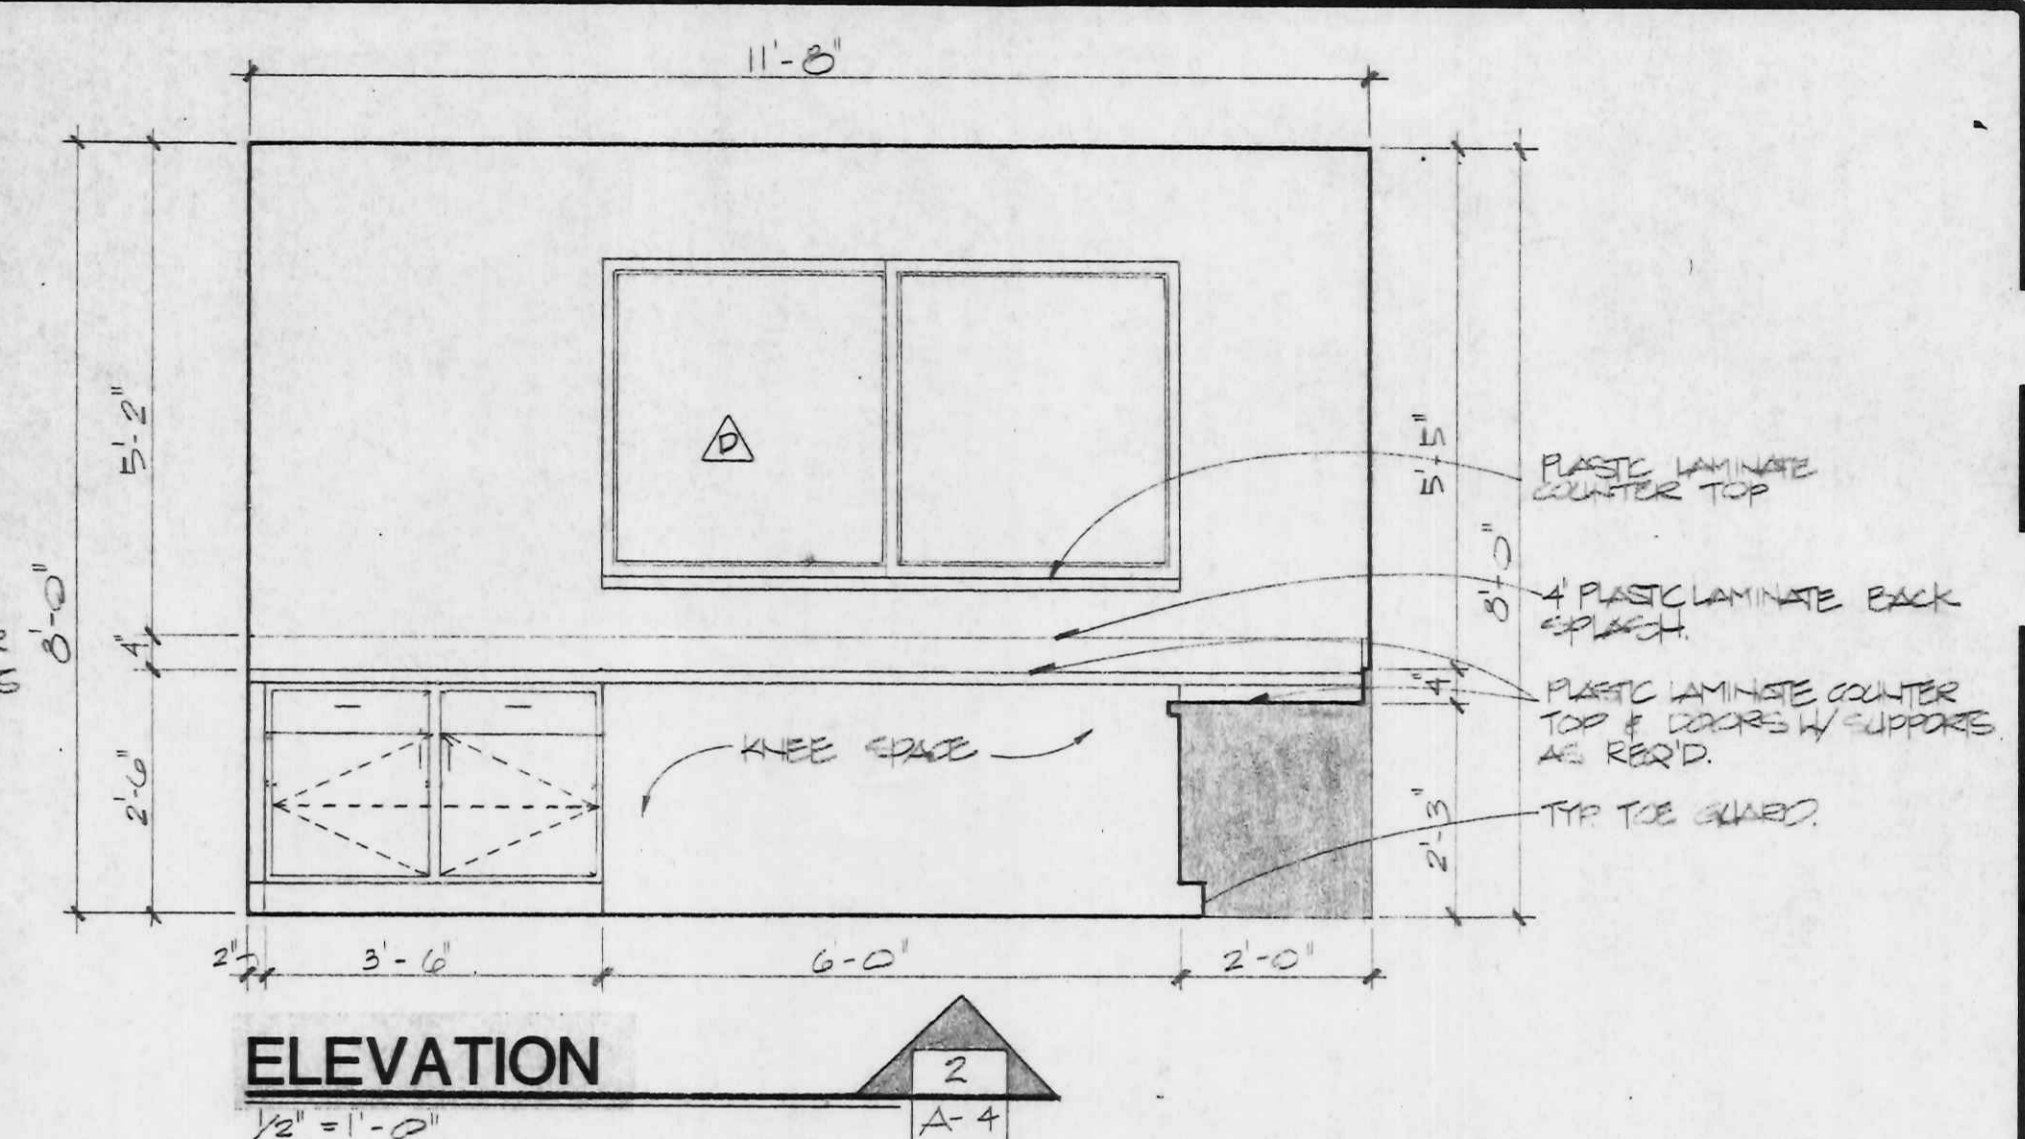 11'-8"
8'-0"
5'-2"
4"
2'-6"
D
KNEE SPACE
5'-5"
8'-0"
4"
2'-3"
PLASTIC LAMINATE
COUNTER TOP
4" PLASTIC LAMINATE BACK
SPLASH.
PLASTIC LAMINATE COUNTER
TOP & DOORS W/ SUPPORTS
AS REQ'D.
TYP. TOE GUARD.
2"
3'-6"
6'-0"
2'-0"
ELEVATION
1/2" = 1'-0"
2
A-4